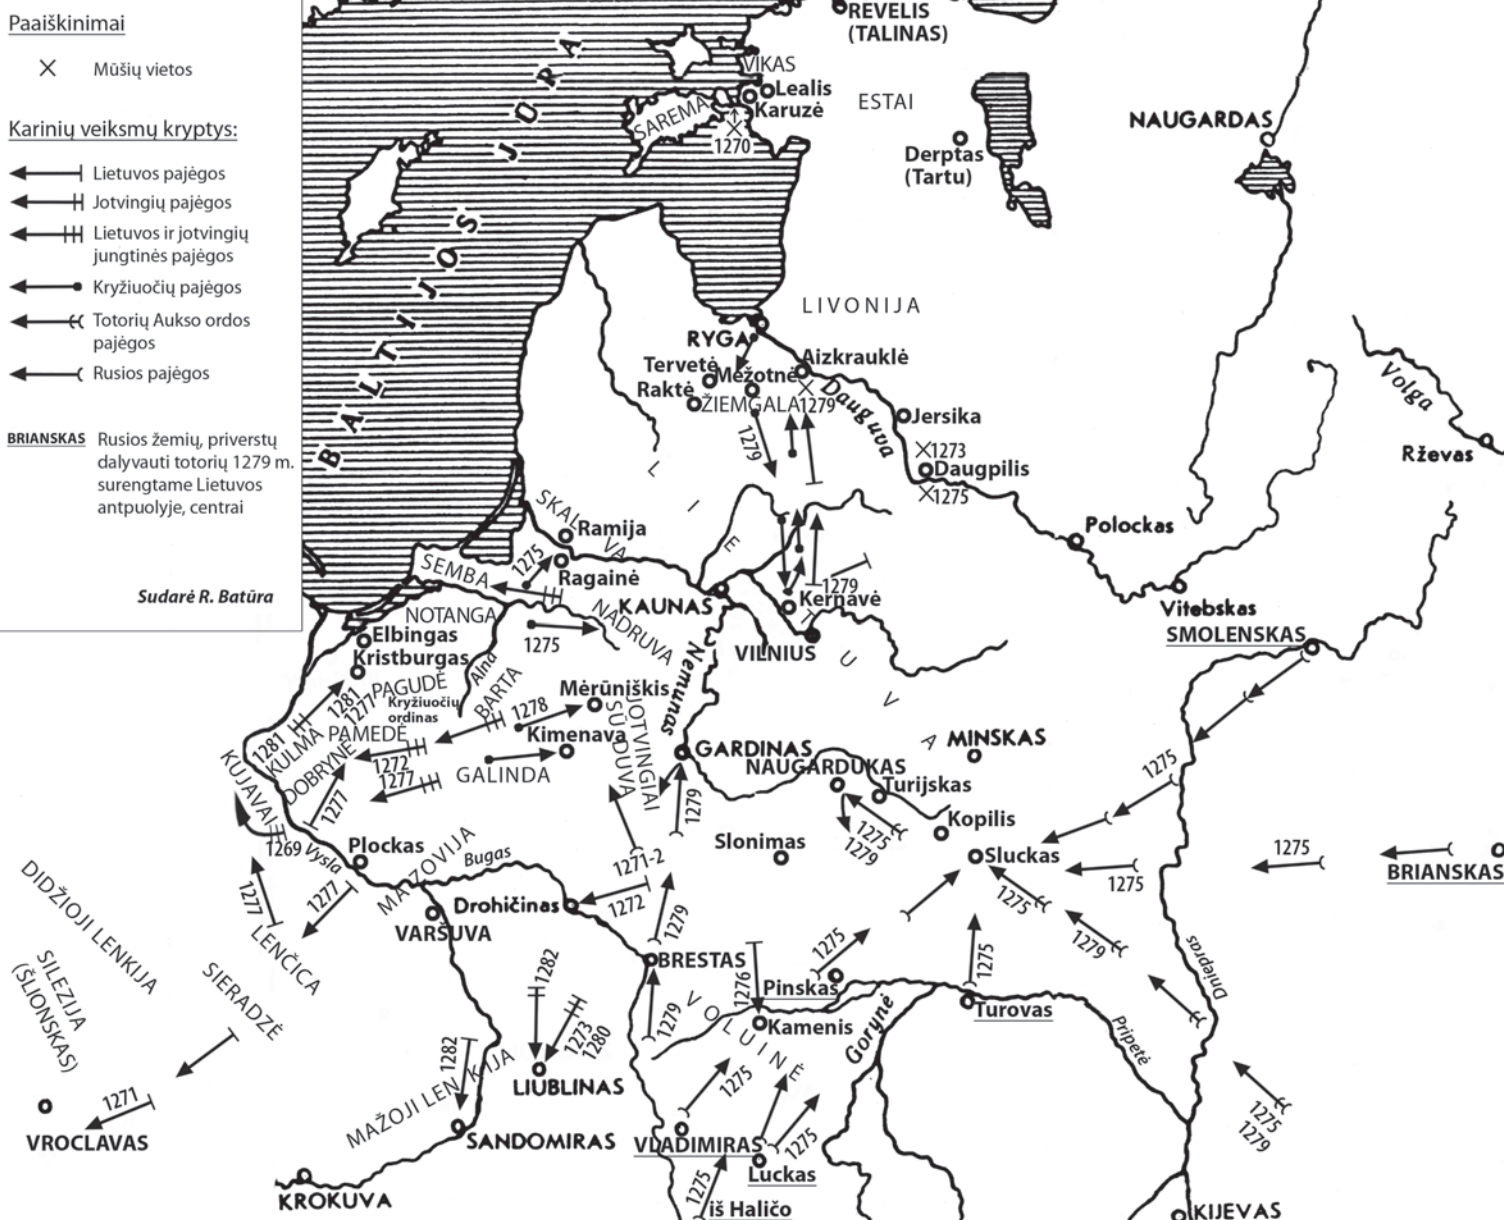 Paaiškinimai
Mūšių vietos
Karinių veiksmų kryptys:
Lietuvos pajėgos
Jotvingių pajėgos
Lietuvos ir jotvingių
jungtinės pajėgos
Kryžiuočių pajėgos
Totorių Aukso ordos
pajėgos
Rusios pajėgos
BRIANSKAS Rusios žemių, priverstų
dalyvauti totorių 1279 m.
surengtame Lietuvos
antpuolyje, centrai
Sudarė R. Batūra
BALTIJOS JŪRA
REVELIS
(TALINAS)
VIKAS
Lealis
Karuzė
SAREMA
1270
ESTAI
Derptas
(Tartu)
NAUGARDAS
LIVONIJA
RYGA
Aizkrauklė
Tervetė
Mežotnė
Raktė
ŽIEMGALA
1279
Dauguva
Jersika
1273
Daugpilis
1275
1279
Volga
Rževas
Polockas
Vitebskas
SMOLENSKAS
LIETUVA
SKALVA
Ramija
1275
Ragainė
SEMBA
NOTANGA
NADRUVA
KAUNAS
1279
Kernavė
VILNIUS
Nemunas
Elbingas
Kristburgas
1275
Alna
BARTA
PAGUDĖ
Kryžiuočių
ordinas
1281
1277
Mėrūniškis
1278
Kimenava
JOTVINGIAI
SŪDUVA
1281
KULMA
PAMEDĖ
1272
DOBRYNĖ
1277
1277
GALINDA
KUJAVAI
1269
Vysla
GARDINAS
1279
NAUGARDUKAS
Turijskas
MINSKAS
1275
1275
1279
Kopilis
Slonimas
Sluckas
1275
1275
BRIANSKAS
Plockas
MAZOVIJA
Bugas
1271-2
1272
Drohičinas
VARŠUVA
1277
1277
LENČICA
DIDŽIOJI LENKIJA
SILEZIJA
(ŠLIONSKAS)
SIERADZĖ
1279
BRESTAS
1279
1276
1275
Pinskas
Kamenis
VOLUINĖ
Gorynė
1275
1275
Turovas
1279
Dniepras
Pripetė
1282
1273
1280
LIUBLINAS
1282
MAŽOJI LENKIJA
SANDOMIRAS
1271
VROCLAVAS
KROKUVA
1275
VLADIMIRAS
1275
Luckas
1275
iš Haličo
1275
1279
KIJEVAS